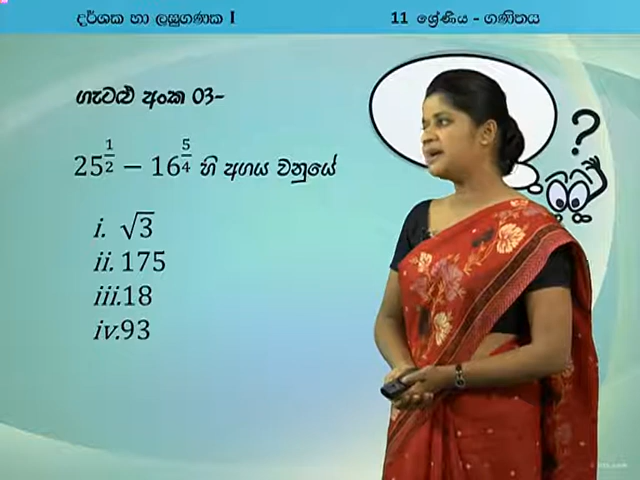 දර්ශක හා ලඝුගණක I
11 ශ්‍රේණිය - ගණිතය
ගැටළු අංක 03-
25^{1/2} − 16^{5/4} හි අගය වනුයේ
i. √3
ii. 175
iii. 18
iv. 93
?